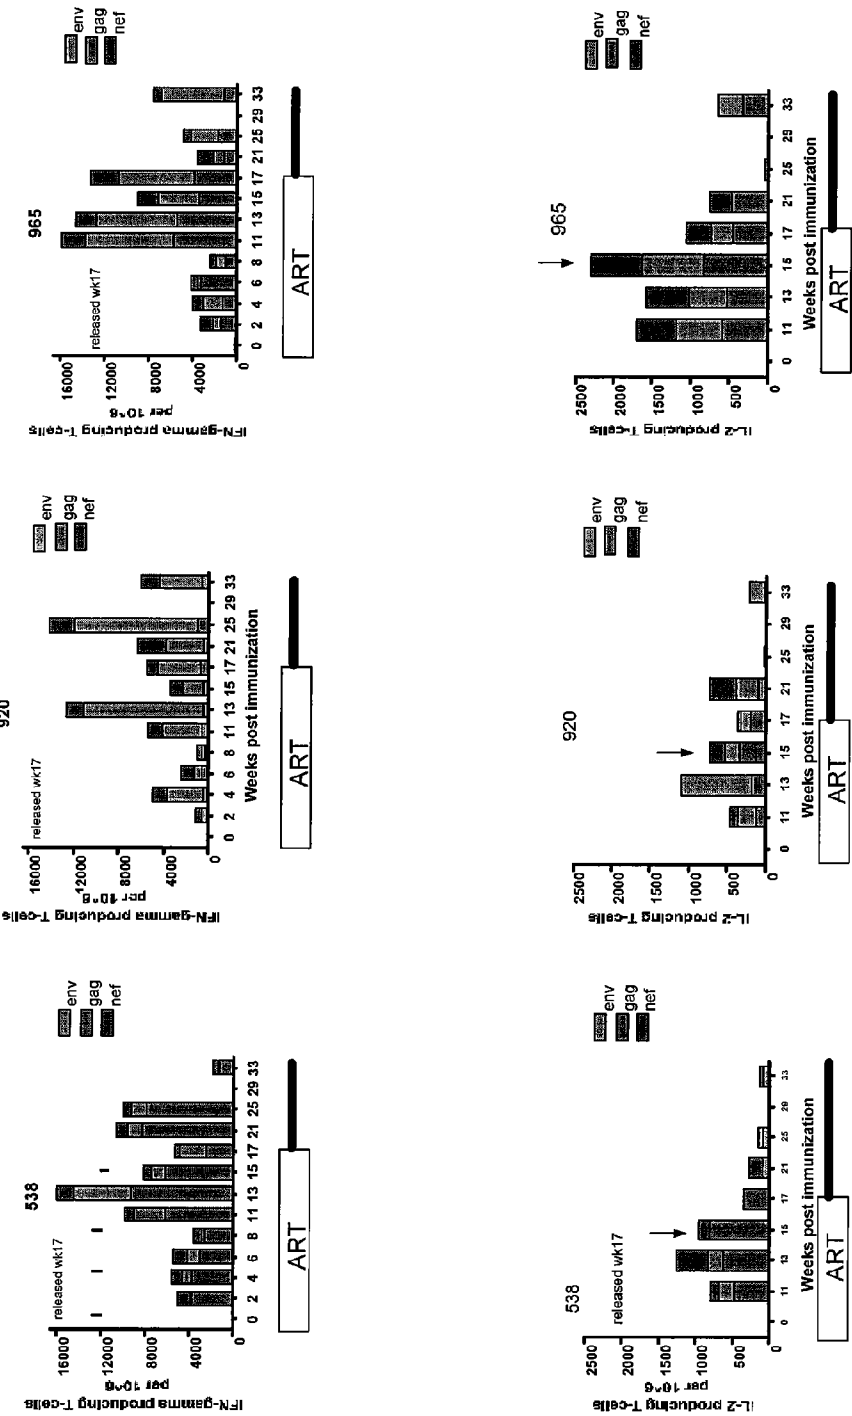 965
env
gag
nef
released wk17
16000
12000
8000
4000
0
IFN-gamma producing T-cells
per 10^6
0 2 4 6 8 11 13 15 17 21 25 29 33
ART
965
env
gag
nef
2500
2000
1500
1000
500
0
IL-2 producing T-cells
0 11 13 15 17 21 25 29 33
Weeks post immunization
ART
920
env
gag
nef
released wk17
16000
12000
8000
4000
0
IFN-gamma producing T-cells
per 10^6
0 2 4 6 8 11 13 15 17 21 25 29 33
Weeks post immunization
ART
920
env
gag
nef
2500
2000
1500
1000
500
0
IL-2 producing T-cells
0 11 13 15 17 21 25 29 33
Weeks post immunization
ART
538
env
gag
nef
released wk17
16000
12000
8000
4000
0
IFN-gamma producing T-cells
per 10^6
0 2 4 6 8 11 13 15 17 21 25 29 33
ART
538
env
gag
nef
released wk17
2500
2000
1500
1000
500
0
IL-2 producing T-cells
per 10^6
0 11 13 15 17 21 25 29 33
Weeks post immunization
ART